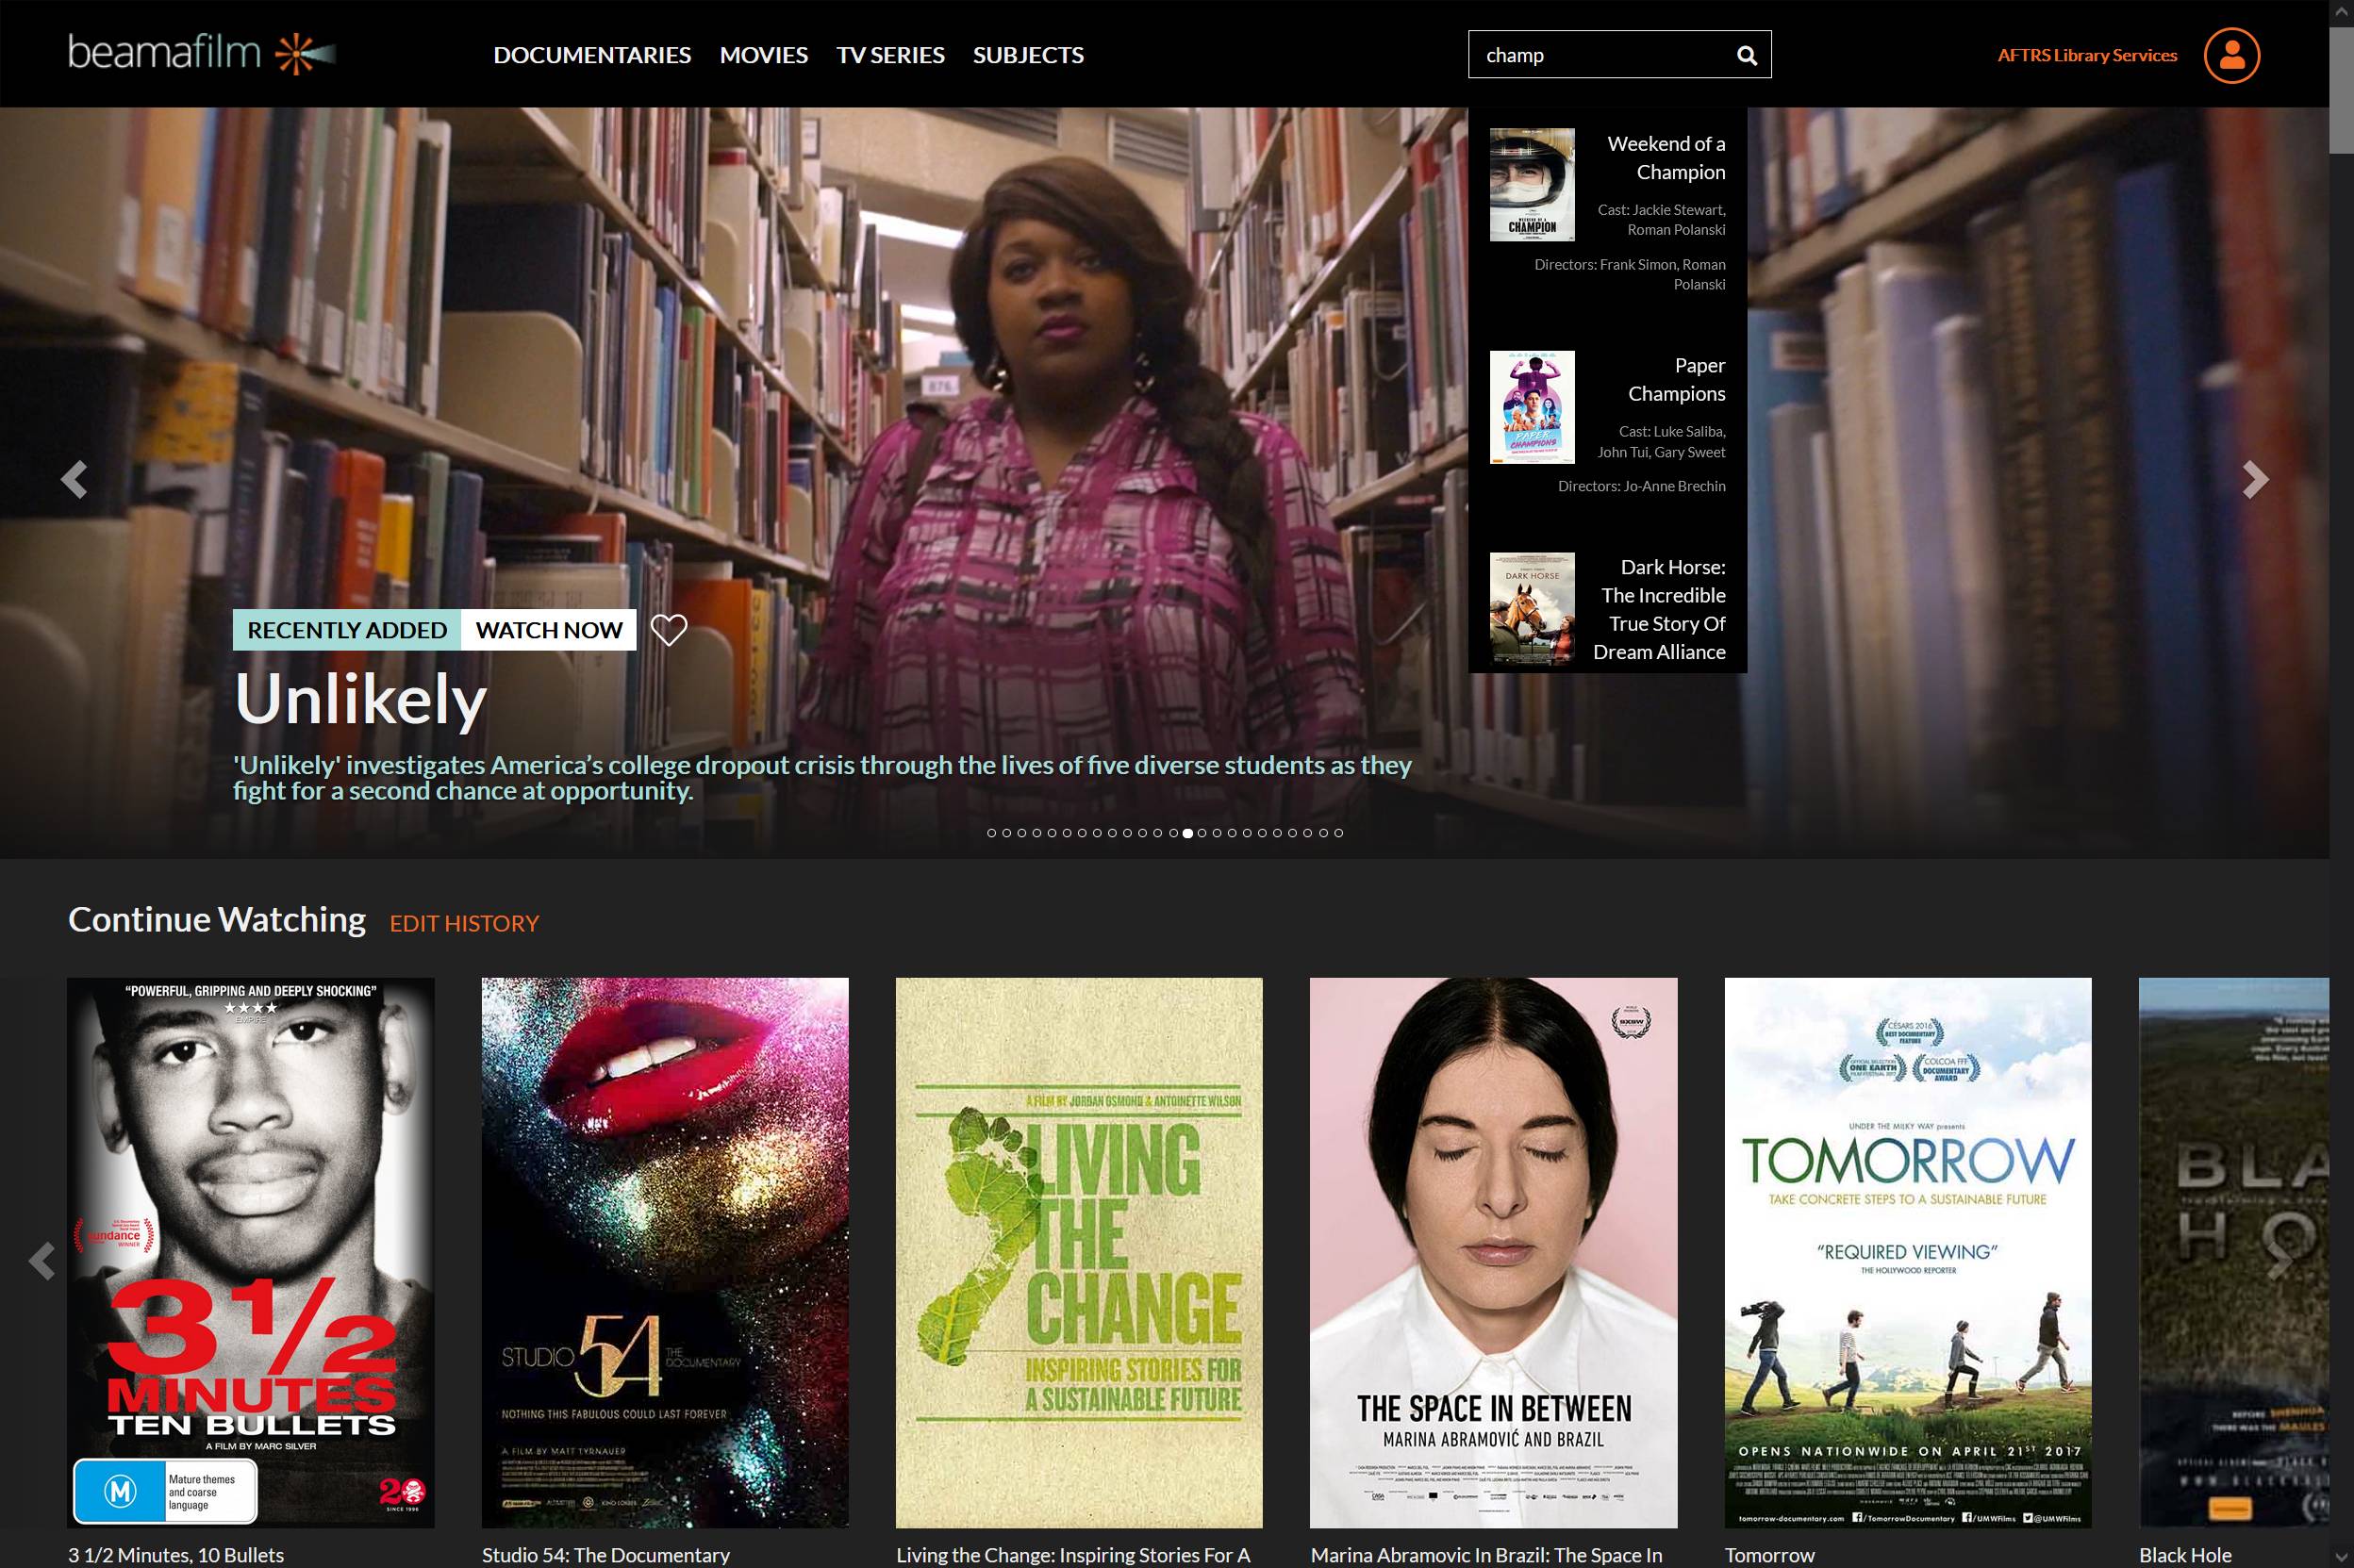 beamafilm
DOCUMENTARIES MOVIES TV SERIES SUBJECTS
champ
AFTRS Library Services
Weekend of a
Champion
Cast: Jackie Stewart,
Roman Polanski
Directors: Frank Simon, Roman
Polanski
CHAMPION
Paper
Champions
Cast: Luke Saliba,
John Tui, Gary Sweet
Directors: Jo-Anne Brechin
PAPER
CHAMPIONS
Dark Horse:
The Incredible
True Story Of
Dream Alliance
DARK HORSE
876
RECENTLY ADDED WATCH NOW
Unlikely
'Unlikely' investigates America’s college dropout crisis through the lives of five diverse students as they
fight for a second chance at opportunity.
Continue Watching EDIT HISTORY
“POWERFUL, GRIPPING AND DEEPLY SHOCKING”
EMPIRE
sundance
WINNER
3 1/2
MINUTES
TEN BULLETS
A FILM BY MARC SILVER
M
Mature themes
and coarse
language
20
SINCE 1996
3 1/2 Minutes, 10 Bullets
STUDIO 54 THE
DOCUMENTARY
NOTHING THIS FABULOUS COULD LAST FOREVER
A FILM BY MATT TYRNAUER
Studio 54: The Documentary
A FILM BY JORDAN OSMOND & ANTOINETTE WILSON
LIVING
THE
CHANGE
INSPIRING STORIES FOR
A SUSTAINABLE FUTURE
Living the Change: Inspiring Stories For A
SXSW
THE SPACE IN BETWEEN
MARINA ABRAMOVIĆ AND BRAZIL
Marina Abramovic In Brazil: The Space In
CÉSARS 2016
BEST DOCUMENTARY
FEATURE
OFFICIAL SELECTION
ONE EARTH
COLCOA FFF
DOCUMENTARY
AWARD
UNDER THE MILKY WAY presents
TOMORROW
TAKE CONCRETE STEPS TO A SUSTAINABLE FUTURE
“REQUIRED VIEWING”
THE HOLLYWOOD REPORTER
OPENS NATIONWIDE ON APRIL 21ST 2017
tomorrow-documentary.com f/TomorrowDocumentary f/UMWFilms @UMWFilms
Tomorrow
BLA
HO
Black Hole